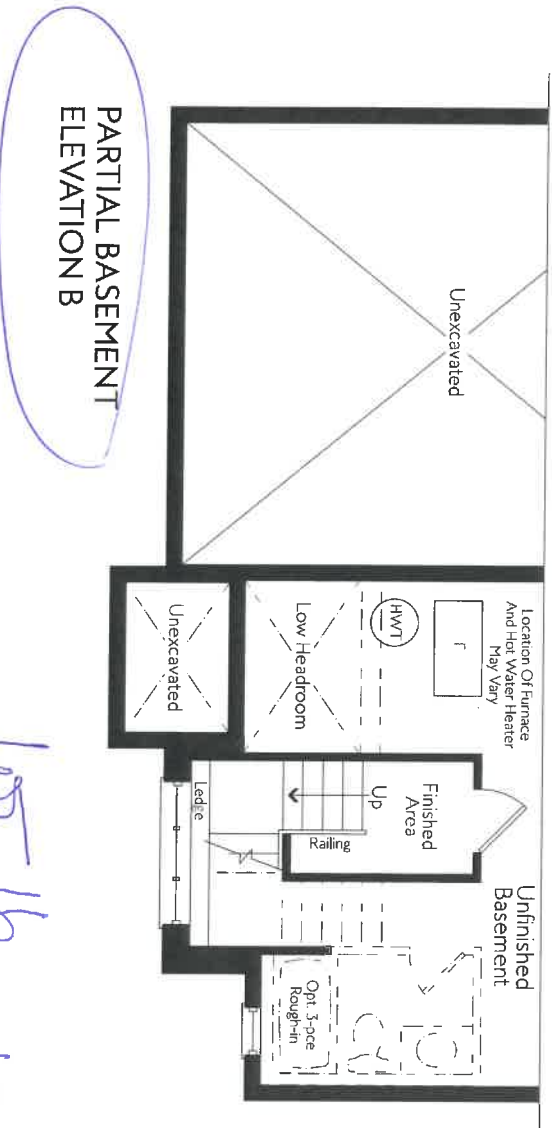 PARTIAL BASEMENT
ELEVATION B
Unexcavated
Location Of Furnace
And Hot Water Heater
May Vary
F
HWT
Low Headroom
Unexcavated
Finished
Area
Up
Railing
Ledge
Unfinished
Basement
Opt. 3-pce
Rough-in